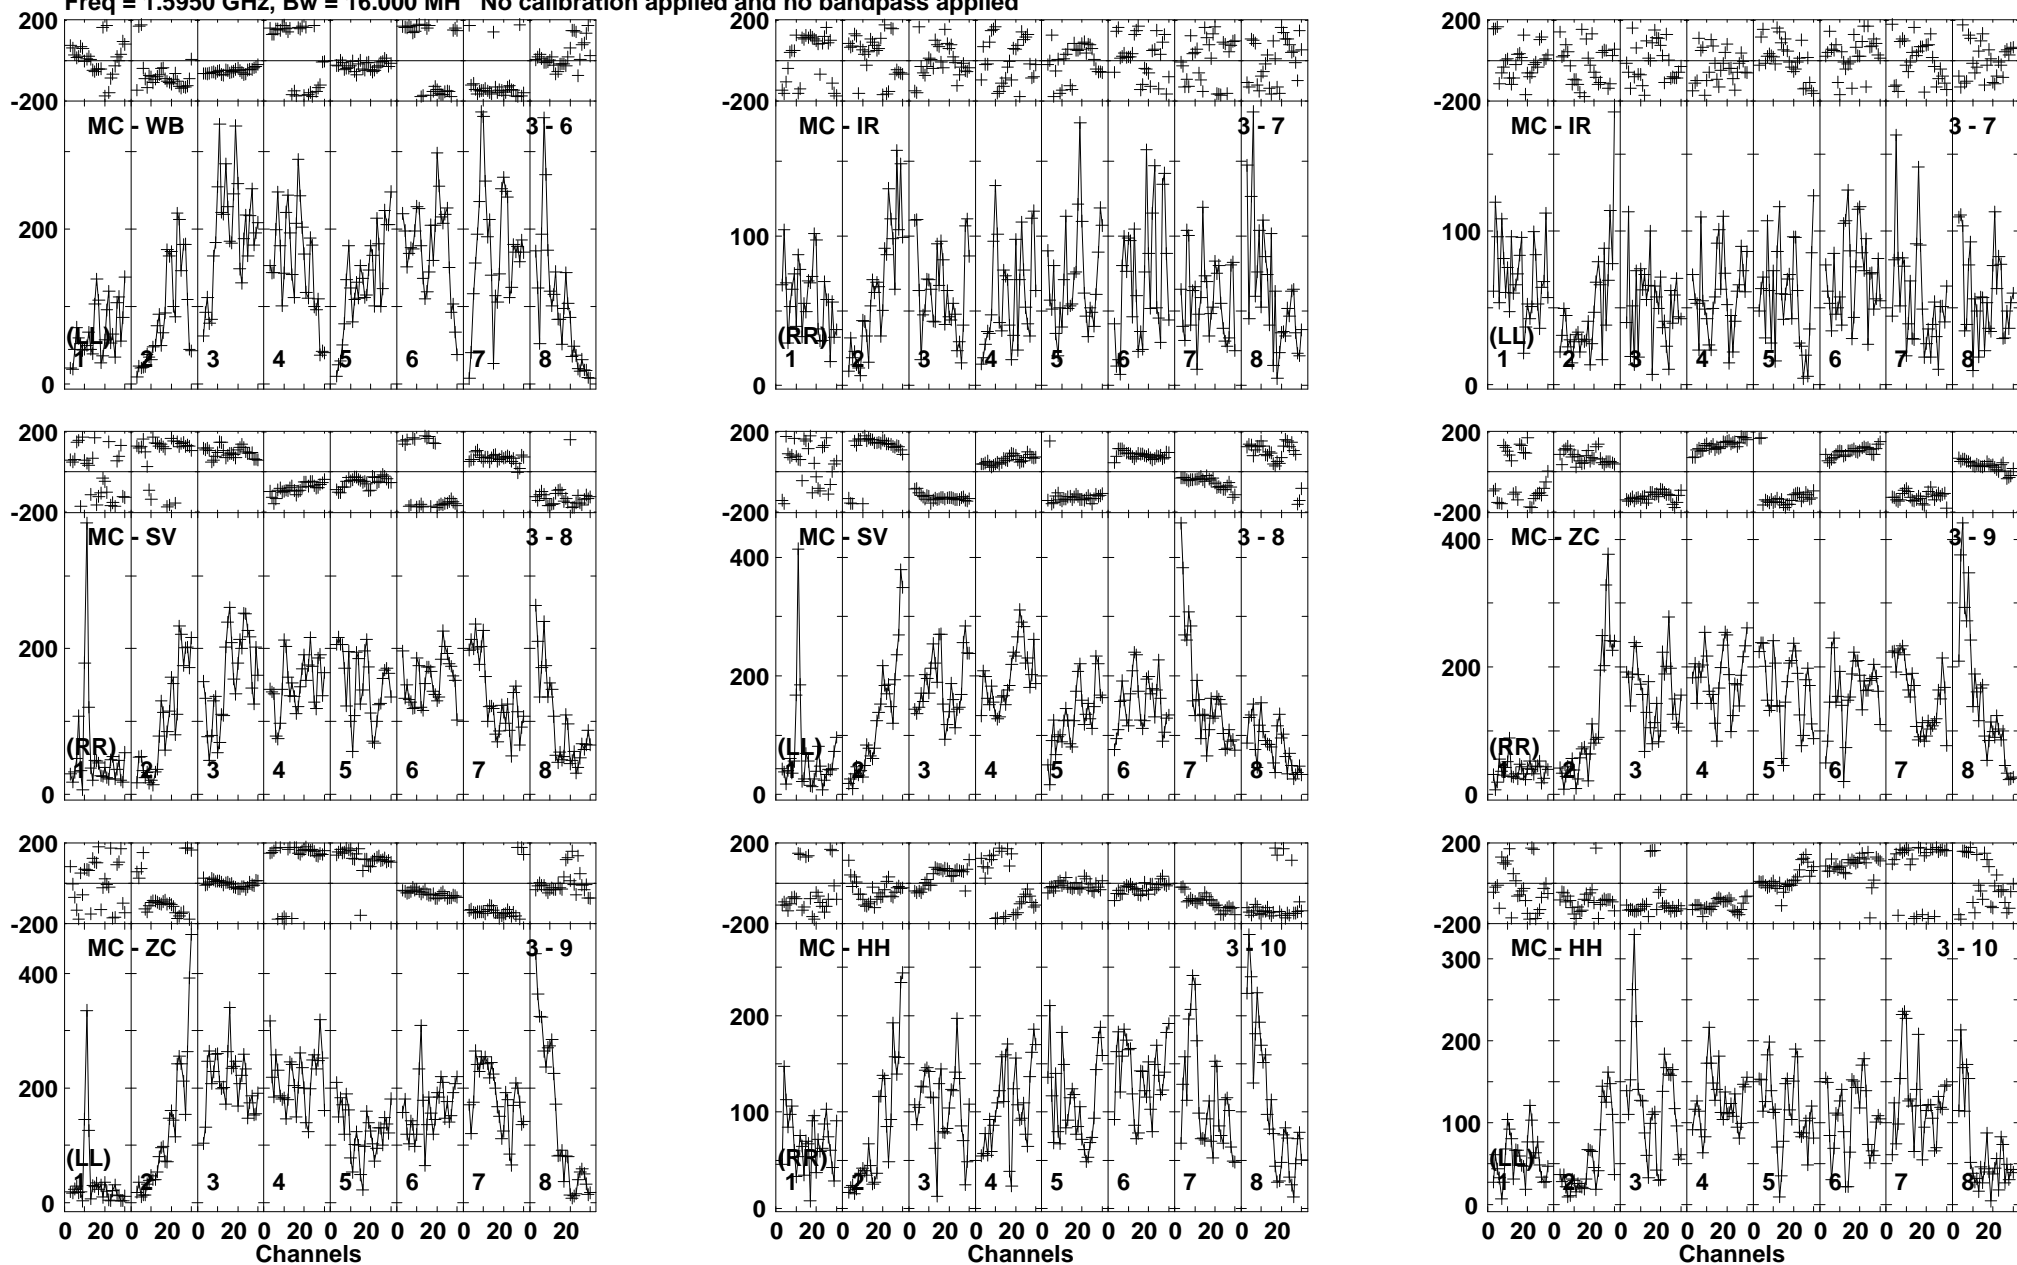 Freq = 1.5950 GHz, Bw = 16.000 MH No calibration applied and no bandpass applied
200 200 200
-200 -200 -200
MC - WB 3 - 6 MC - IR 3 - 7 MC - IR 3 - 7
200 100 100
(LL) (RR) (LL)
1 2 3 4 5 6 7 8 1 2 3 4 5 6 7 8 1 2 3 4 5 6 7 8
0 0 0
200 200 200
-200 -200 -200
MC - SV 3 - 8 MC - SV 3 - 8 MC - ZC 3 - 9
400 400
200 200 200
(RR) (LL) (RR)
1 2 3 4 5 6 7 8 1 2 3 4 5 6 7 8 1 2 3 4 5 6 7 8
0 0 0
200 200 200
-200 -200 -200
MC - ZC 3 - 9 MC - HH 3 - 10 MC - HH 3 - 10
400 300
200 200 200
100 100
(LL) (RR) (LL)
1 2 3 4 5 6 7 8 1 2 3 4 5 6 7 8 1 2 3 4 5 6 7 8
0 0 0
0 20 0 20 0 20 0 20 0 20 0 20 0 20 0 20 0 20 0 20 0 20 0 20 0 20 0 20 0 20 0 20 0 20 0 20 0 20 0 20 0 20 0 20 0 20 0 20
Channels Channels Channels